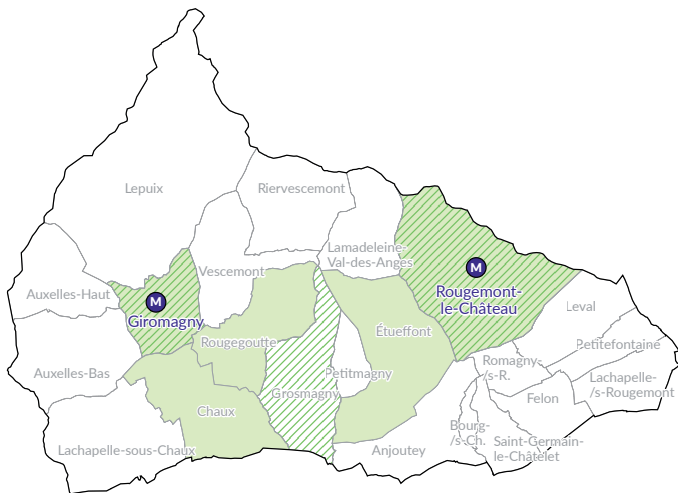 Lepuix
Riervescemont
Lamadeleine-
Val-des-Anges
M
Rougemont-
le-Château
Vescemont
Auxelles-Haut
M
Giromagny
Leval
Étueffont
Rougegoutte
Petitefontaine
Romagny-
/s-R.
Auxelles-Bas
Petitmagny
Lachapelle-
/s-Rougemont
Grosmagny
Felon
Chaux
Bourg-
/s-Ch.
Saint-Germain-
le-Châtelet
Lachapelle-sous-Chaux
Anjoutey